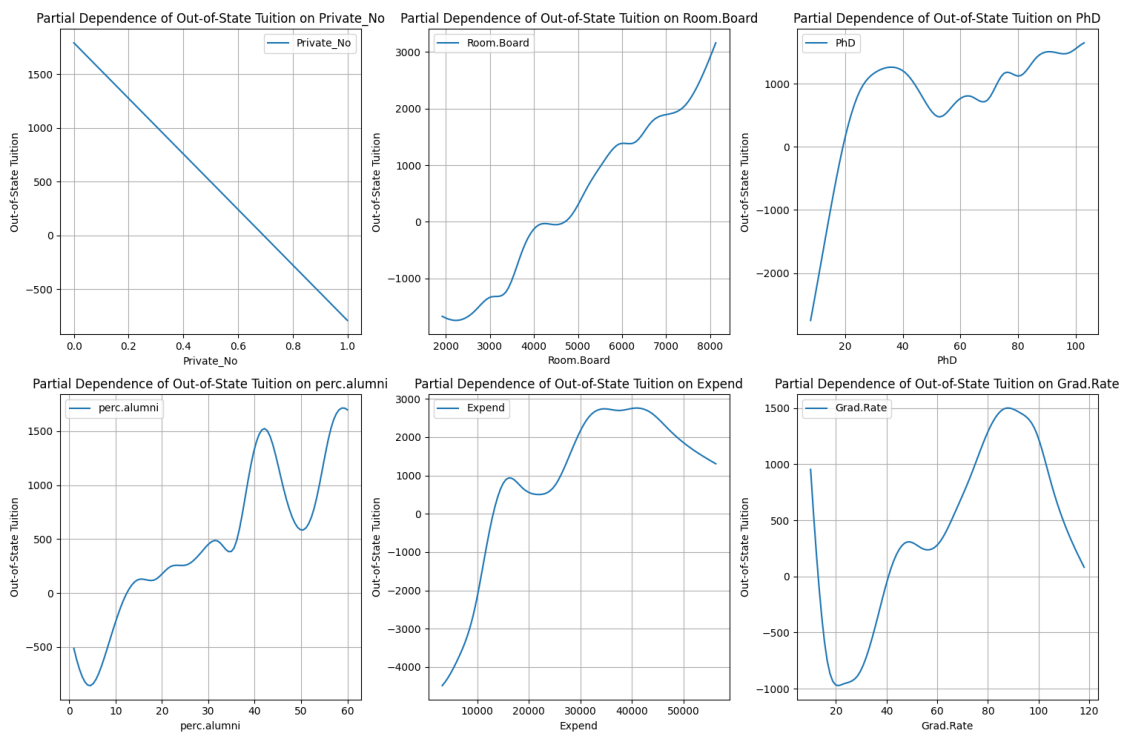 Partial Dependence of Out-of-State Tuition on Private_No
Private_No
1500
1000
500
0
−500
Out-of-State Tuition
0.0 0.2 0.4 0.6 0.8 1.0
Private_No
Partial Dependence of Out-of-State Tuition on Room.Board
Room.Board
3000
2000
1000
0
−1000
Out-of-State Tuition
2000 3000 4000 5000 6000 7000 8000
Room.Board
Partial Dependence of Out-of-State Tuition on PhD
PhD
1000
0
−1000
−2000
Out-of-State Tuition
20 40 60 80 100
PhD
Partial Dependence of Out-of-State Tuition on perc.alumni
perc.alumni
1500
1000
500
0
−500
Out-of-State Tuition
0 10 20 30 40 50 60
perc.alumni
Partial Dependence of Out-of-State Tuition on Expend
Expend
3000
2000
1000
0
−1000
−2000
−3000
−4000
Out-of-State Tuition
10000 20000 30000 40000 50000
Expend
Partial Dependence of Out-of-State Tuition on Grad.Rate
Grad.Rate
1500
1000
500
0
−500
−1000
Out-of-State Tuition
20 40 60 80 100 120
Grad.Rate